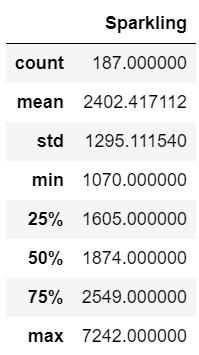 Sparkling
count 187.000000
mean 2402.417112
std 1295.111540
min 1070.000000
25% 1605.000000
50% 1874.000000
75% 2549.000000
max 7242.000000